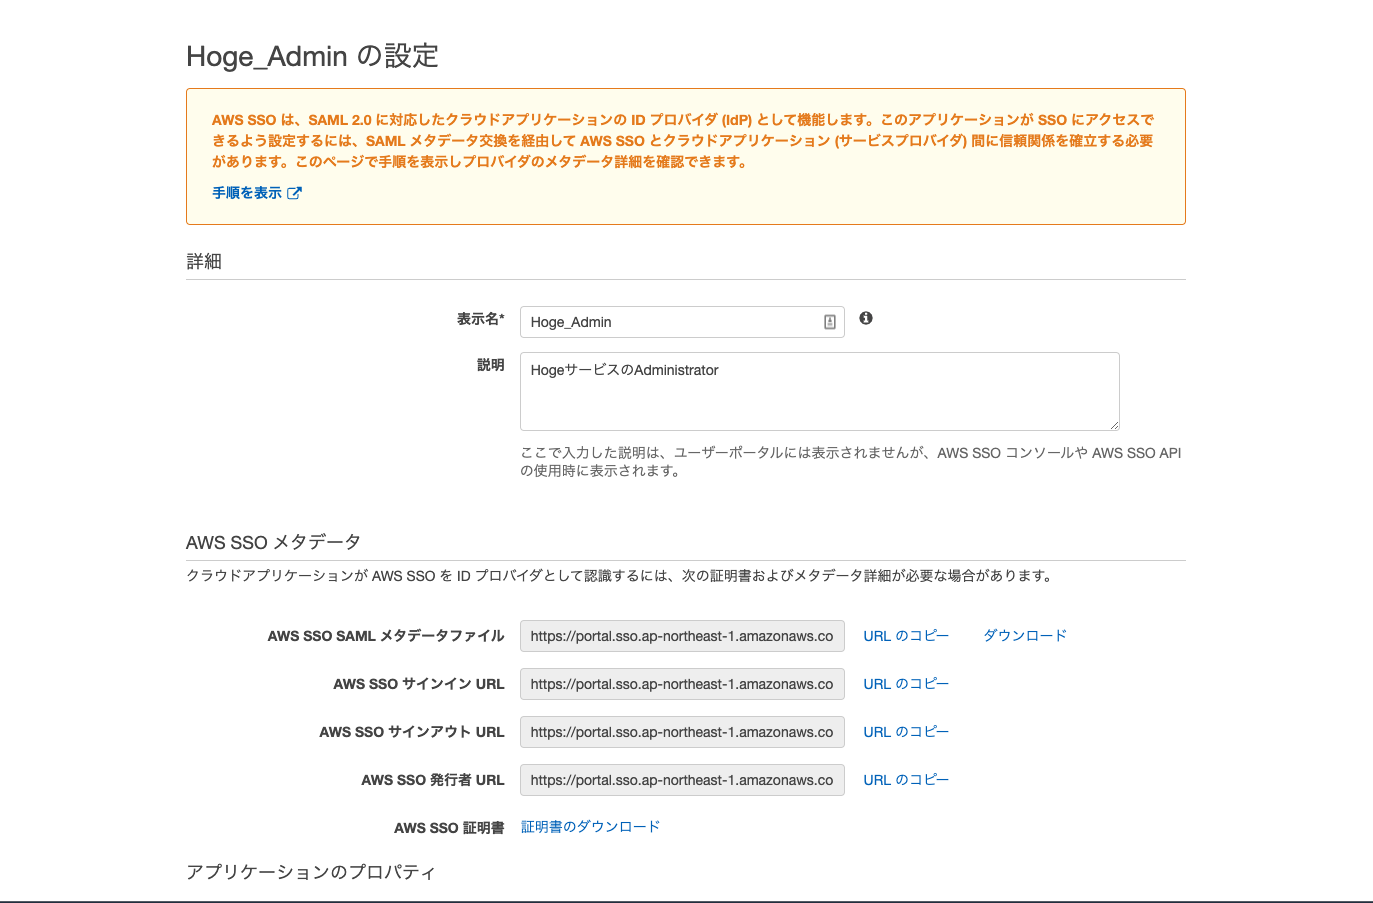 Hoge_Admin の設定
AWS SSO は、SAML 2.0 に対応したクラウドアプリケーションの ID プロバイダ (IdP) として機能します。このアプリケーションが SSO にアクセスで
きるよう設定するには、SAML メタデータ交換を経由して AWS SSO とクラウドアプリケーション (サービスプロバイダ) 間に信頼関係を確立する必要
があります。このページで手順を表示しプロバイダのメタデータ詳細を確認できます。
手順を表示
詳細
表示名* Hoge_Admin
説明 HogeサービスのAdministrator
ここで入力した説明は、ユーザーポータルには表示されませんが、AWS SSO コンソールや AWS SSO API
の使用時に表示されます。
AWS SSO メタデータ
クラウドアプリケーションが AWS SSO を ID プロバイダとして認識するには、次の証明書およびメタデータ詳細が必要な場合があります。
AWS SSO SAML メタデータファイル https://portal.sso.ap-northeast-1.amazonaws.co URL のコピー ダウンロード
AWS SSO サインイン URL https://portal.sso.ap-northeast-1.amazonaws.co URL のコピー
AWS SSO サインアウト URL https://portal.sso.ap-northeast-1.amazonaws.co URL のコピー
AWS SSO 発行者 URL https://portal.sso.ap-northeast-1.amazonaws.co URL のコピー
AWS SSO 証明書 証明書のダウンロード
アプリケーションのプロパティ